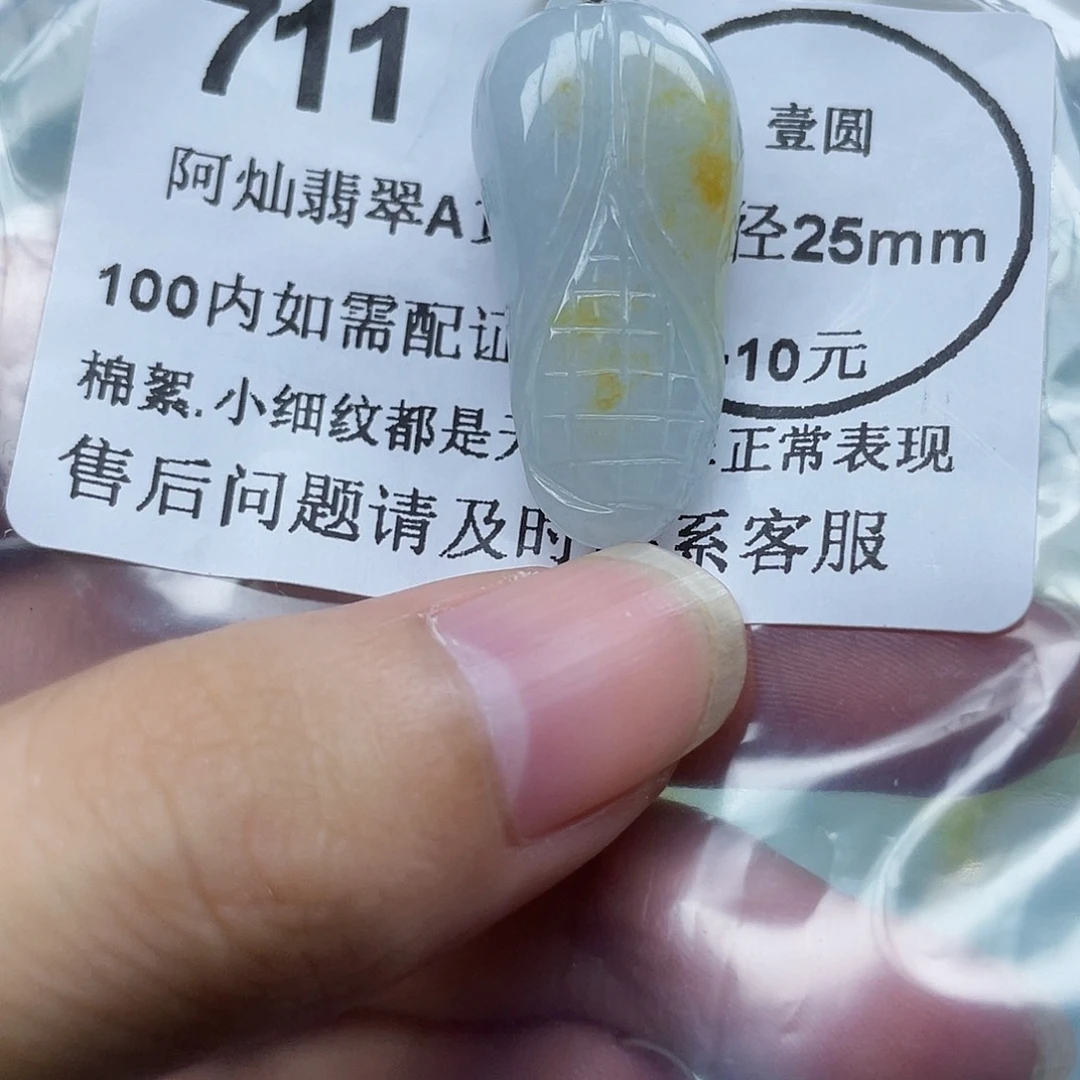 711
壹圆
阿灿翡翠A 径25mm
100内如需配证 10元
棉絮.小细纹都是 正常表现
售后问题请及时 系客服